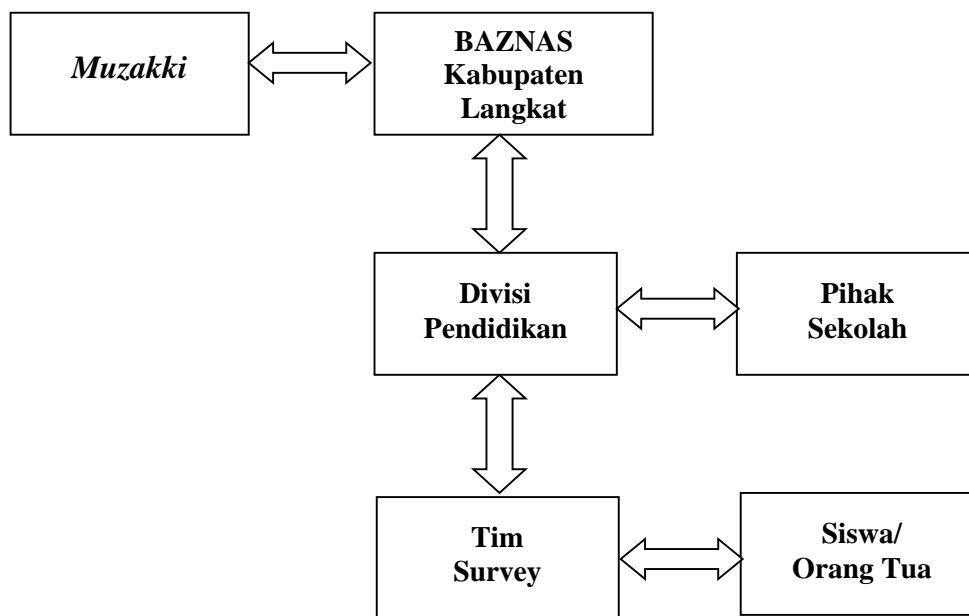 Muzakki
BAZNAS
Kabupaten
Langkat
Divisi
Pendidikan
Pihak
Sekolah
Tim
Survey
Siswa/
Orang Tua